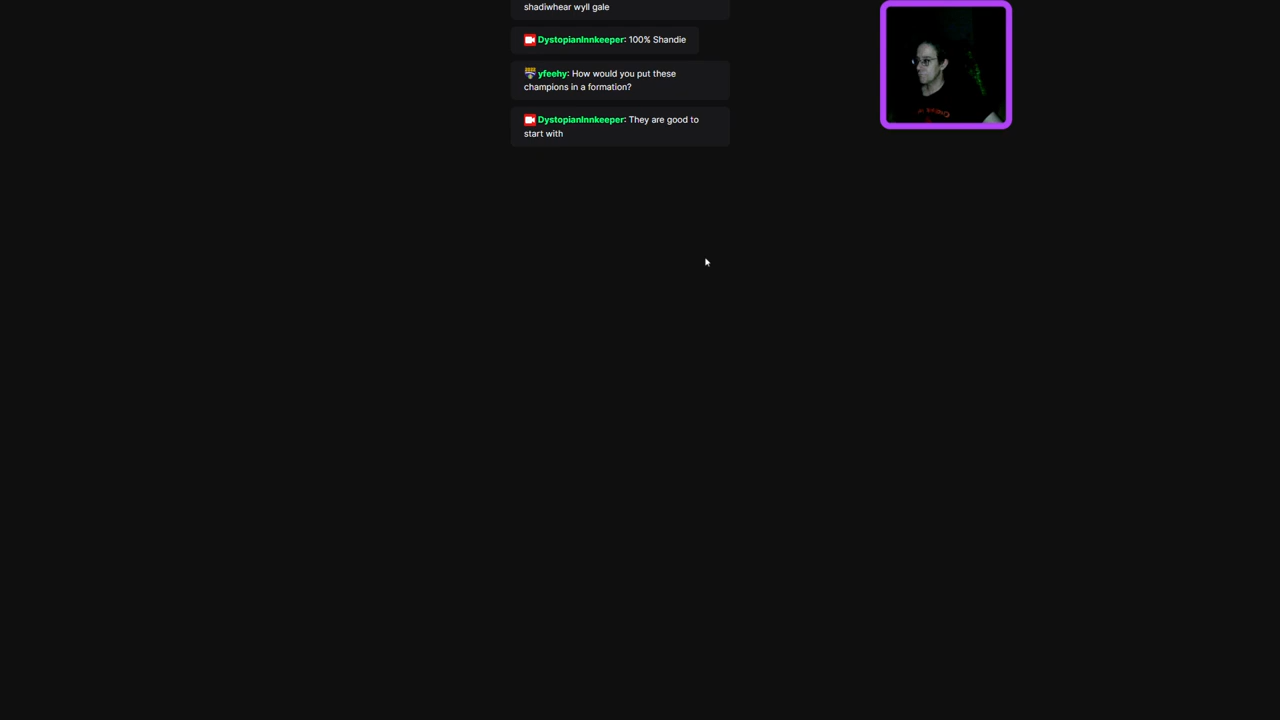 shadiwhear wyll gale
DystopianInnkeeper: 100% Shandie
yfeehy: How would you put these
champions in a formation?
DystopianInnkeeper: They are good to
start with